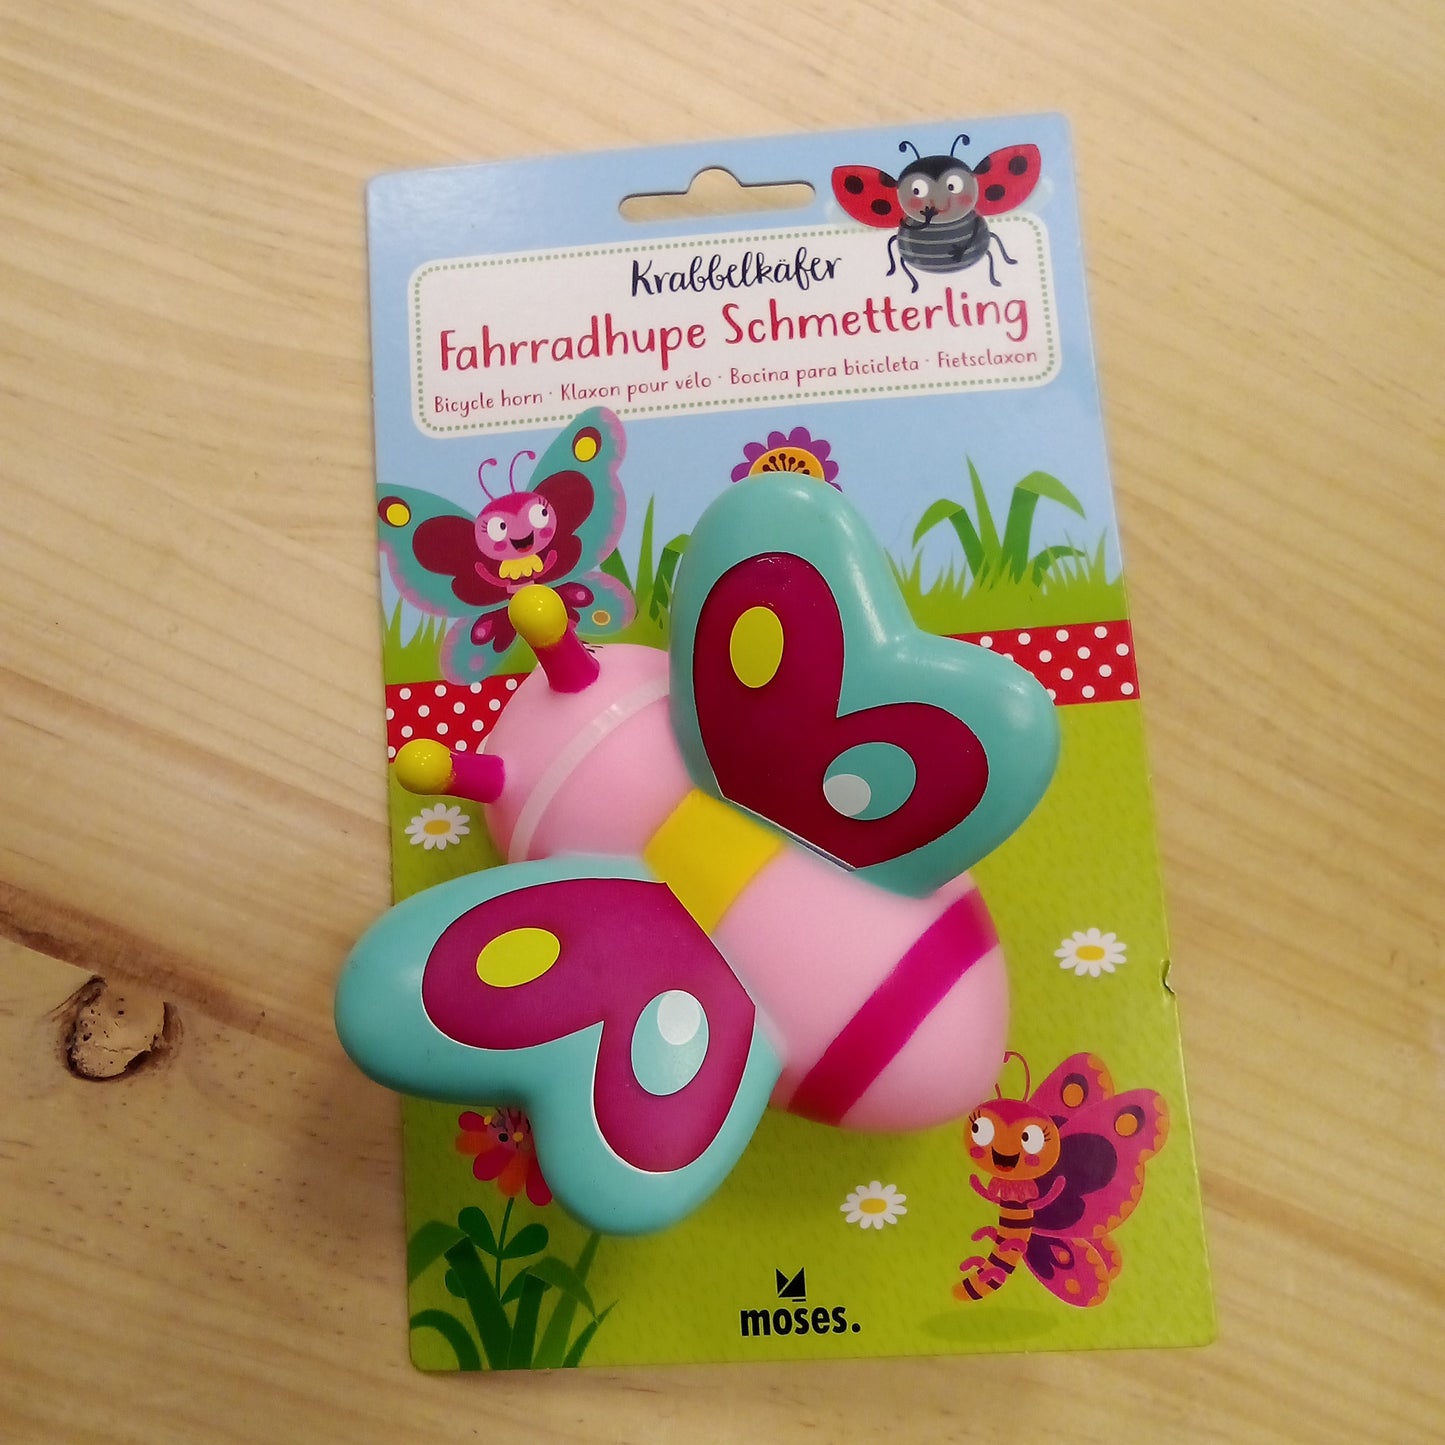 Krabbelkäfer
Fahrradhupe Schmetterling
Bicycle horn · Klaxon pour vélo · Bocina para bicicleta · Fietsclaxon
moses.